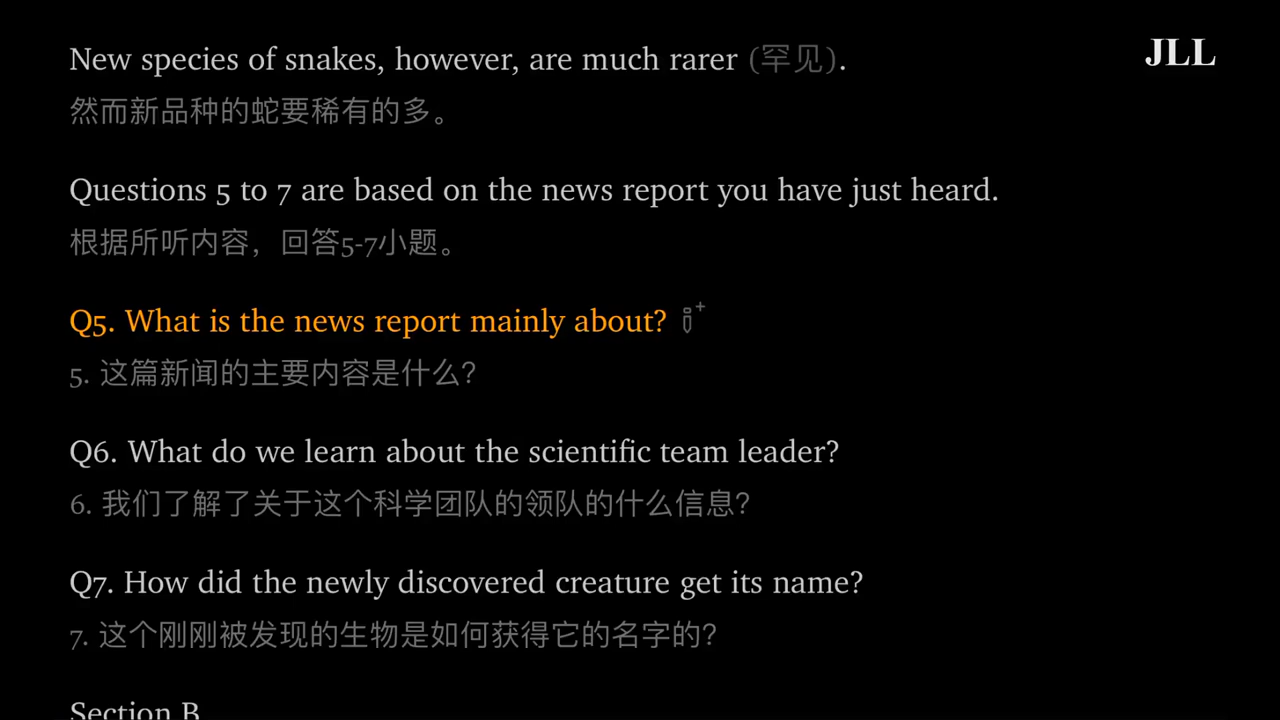 New species of snakes, however, are much rarer (罕见).
JLL
然而新品种的蛇要稀有的多。
Questions 5 to 7 are based on the news report you have just heard.
根据所听内容，回答5-7小题。
Q5. What is the news report mainly about?
5. 这篇新闻的主要内容是什么？
Q6. What do we learn about the scientific team leader?
6. 我们了解了关于这个科学团队的领队的什么信息？
Q7. How did the newly discovered creature get its name?
7. 这个刚刚被发现的生物是如何获得它的名字的？
Section B